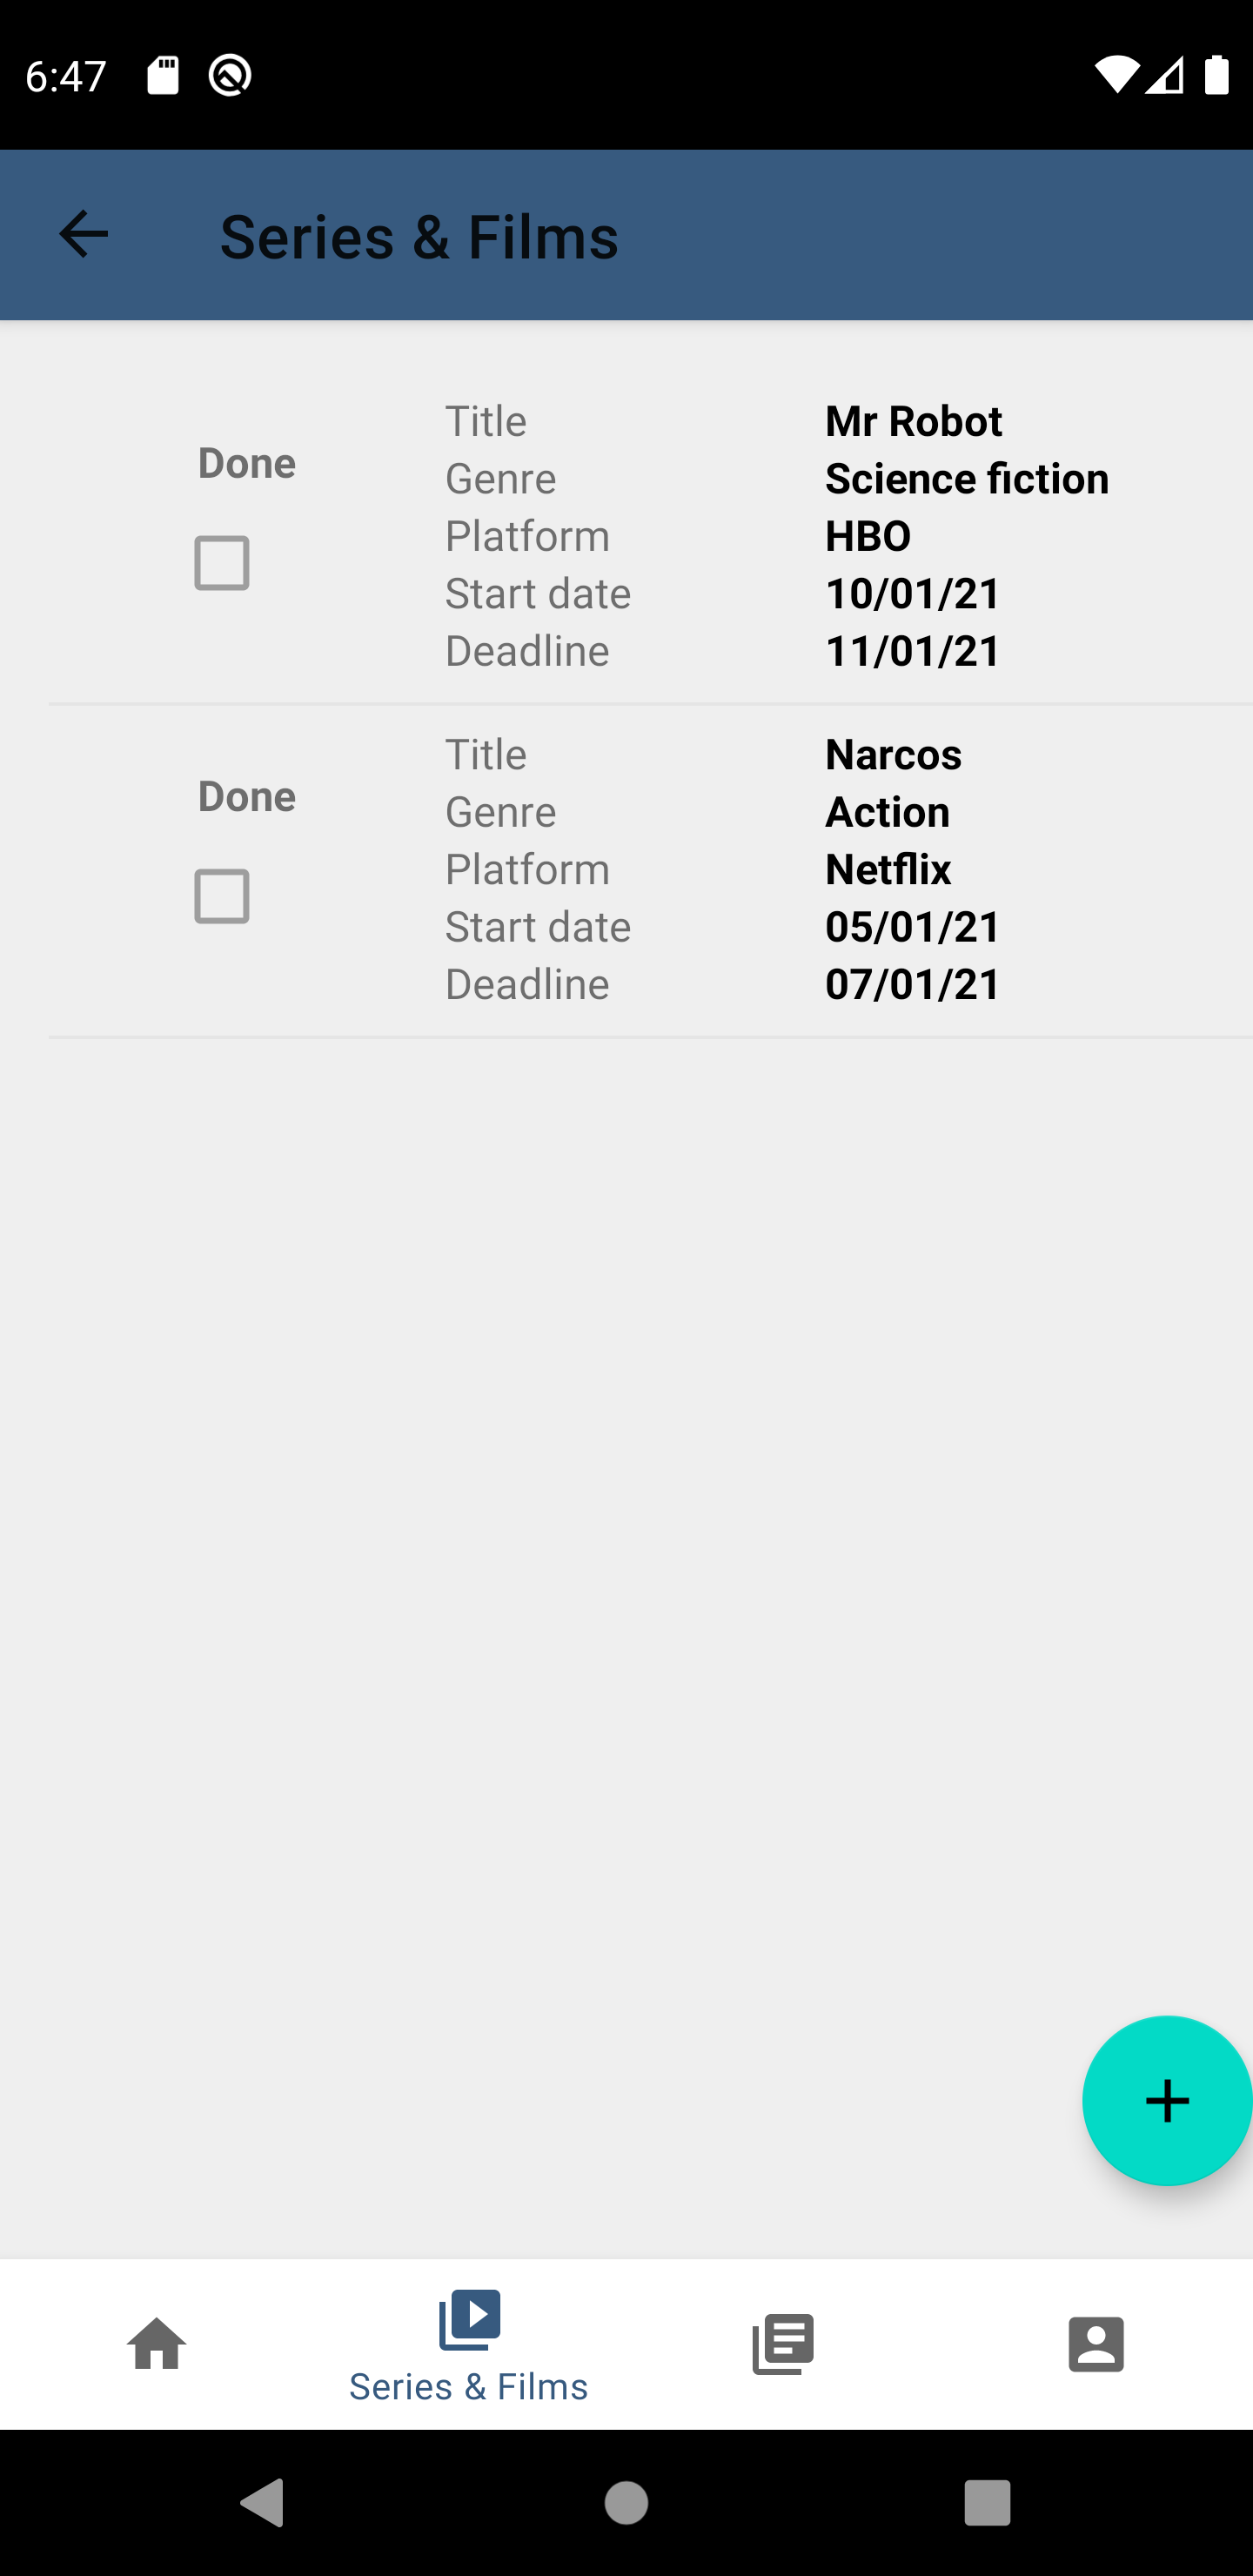 6:47
Series & Films
Done
Title Mr Robot
Genre Science fiction
Platform HBO
Start date 10/01/21
Deadline 11/01/21
Done
Title Narcos
Genre Action
Platform Netflix
Start date 05/01/21
Deadline 07/01/21
Series & Films